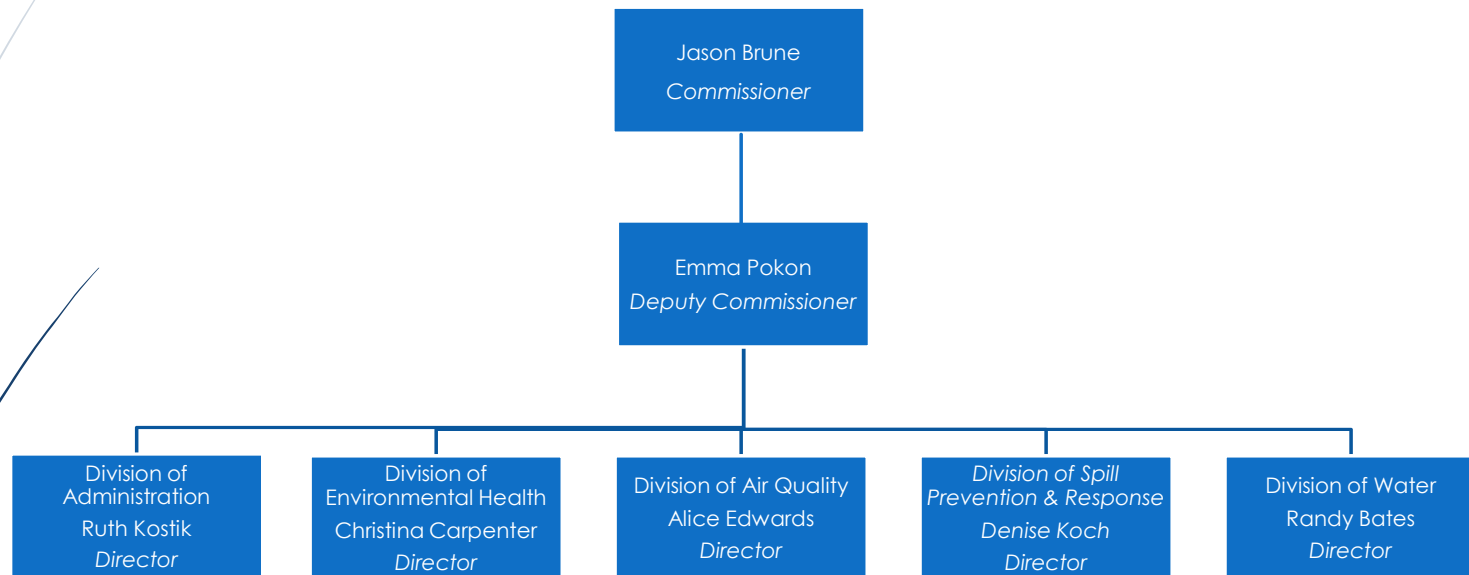 Jason Brune
Commissioner
Emma Pokon
Deputy Commissioner
Division of
Administration
Ruth Kostik
Director
Division of
Environmental Health
Christina Carpenter
Director
Division of Air Quality
Alice Edwards
Director
Division of Spill
Prevention & Response
Denise Koch
Director
Division of Water
Randy Bates
Director